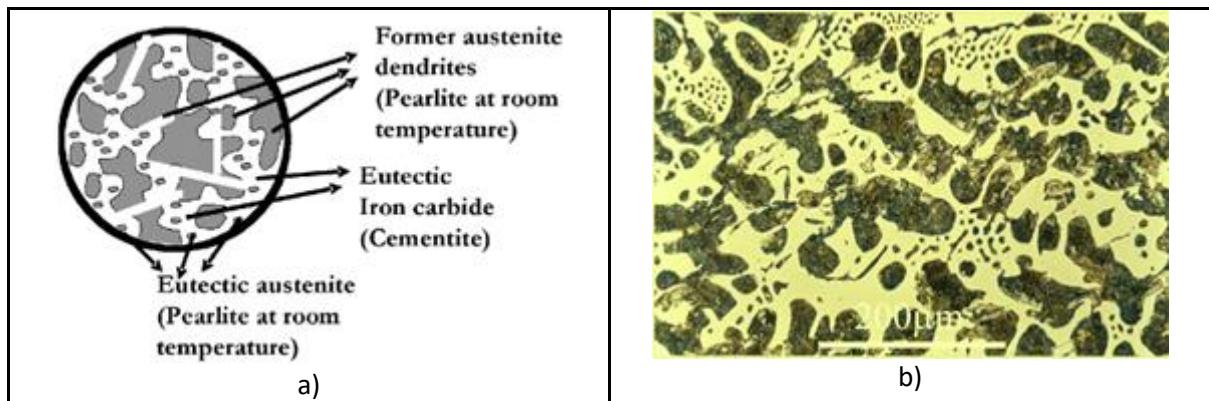 Former austenite
dendrites
(Pearlite at room
temperature)
Eutectic
Iron carbide
(Cementite)
Eutectic austenite
(Pearlite at room
temperature)
a)
200μm
b)